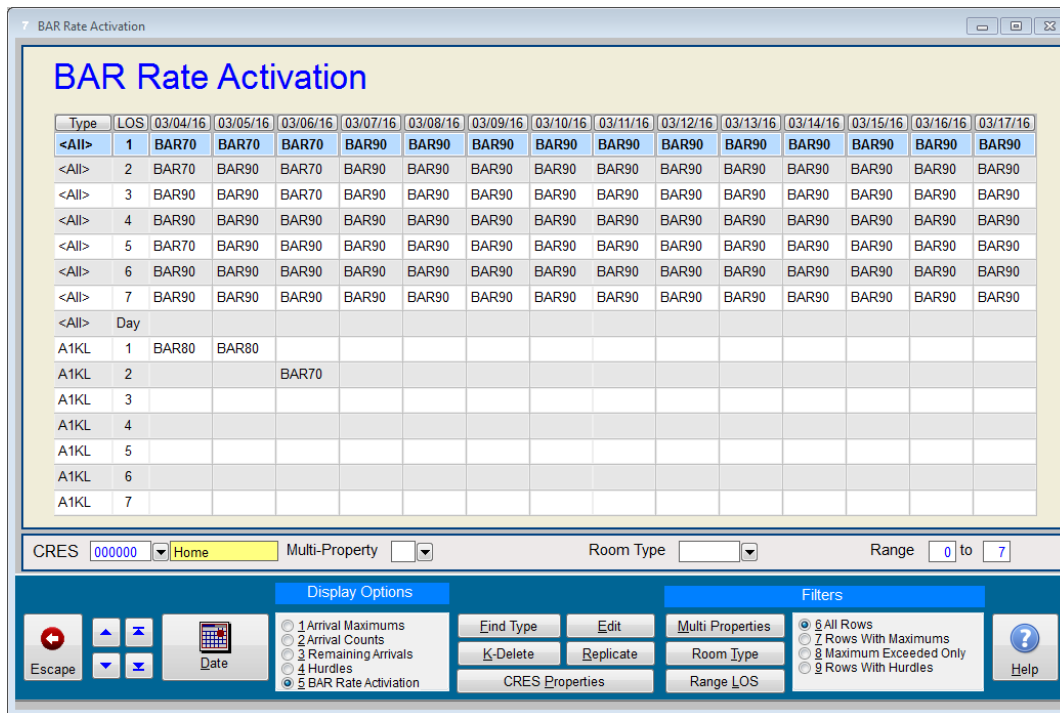 7 BAR Rate Activation
BAR Rate Activation
Type LOS 03/04/16 03/05/16 03/06/16 03/07/16 03/08/16 03/09/16 03/10/16 03/11/16 03/12/16 03/13/16 03/14/16 03/15/16 03/16/16 03/17/16
<All> 1 BAR70 BAR70 BAR70 BAR90 BAR90 BAR90 BAR90 BAR90 BAR90 BAR90 BAR90 BAR90 BAR90 BAR90
<All> 2 BAR70 BAR90 BAR70 BAR90 BAR90 BAR90 BAR90 BAR90 BAR90 BAR90 BAR90 BAR90 BAR90 BAR90
<All> 3 BAR90 BAR90 BAR70 BAR90 BAR90 BAR90 BAR90 BAR90 BAR90 BAR90 BAR90 BAR90 BAR90 BAR90
<All> 4 BAR90 BAR90 BAR90 BAR90 BAR90 BAR90 BAR90 BAR90 BAR90 BAR90 BAR90 BAR90 BAR90 BAR90
<All> 5 BAR70 BAR90 BAR90 BAR90 BAR90 BAR90 BAR90 BAR90 BAR90 BAR90 BAR90 BAR90 BAR90 BAR90
<All> 6 BAR90 BAR90 BAR90 BAR90 BAR90 BAR90 BAR90 BAR90 BAR90 BAR90 BAR90 BAR90 BAR90 BAR90
<All> 7 BAR90 BAR90 BAR90 BAR90 BAR90 BAR90 BAR90 BAR90 BAR90 BAR90 BAR90 BAR90 BAR90 BAR90
<All> Day
A1KL 1 BAR80 BAR80
A1KL 2 BAR70
A1KL 3
A1KL 4
A1KL 5
A1KL 6
A1KL 7
CRES 000000 Home Multi-Property Room Type Range 0 to 7
Escape
Date
Display Options
1 Arrival Maximums
2 Arrival Counts
3 Remaining Arrivals
4 Hurdles
5 BAR Rate Activiation
Find Type Edit
K-Delete Replicate
CRES Properties
Filters
Multi Properties
Room Type
Range LOS
6 All Rows
7 Rows With Maximums
8 Maximum Exceeded Only
9 Rows With Hurdles
?
Help